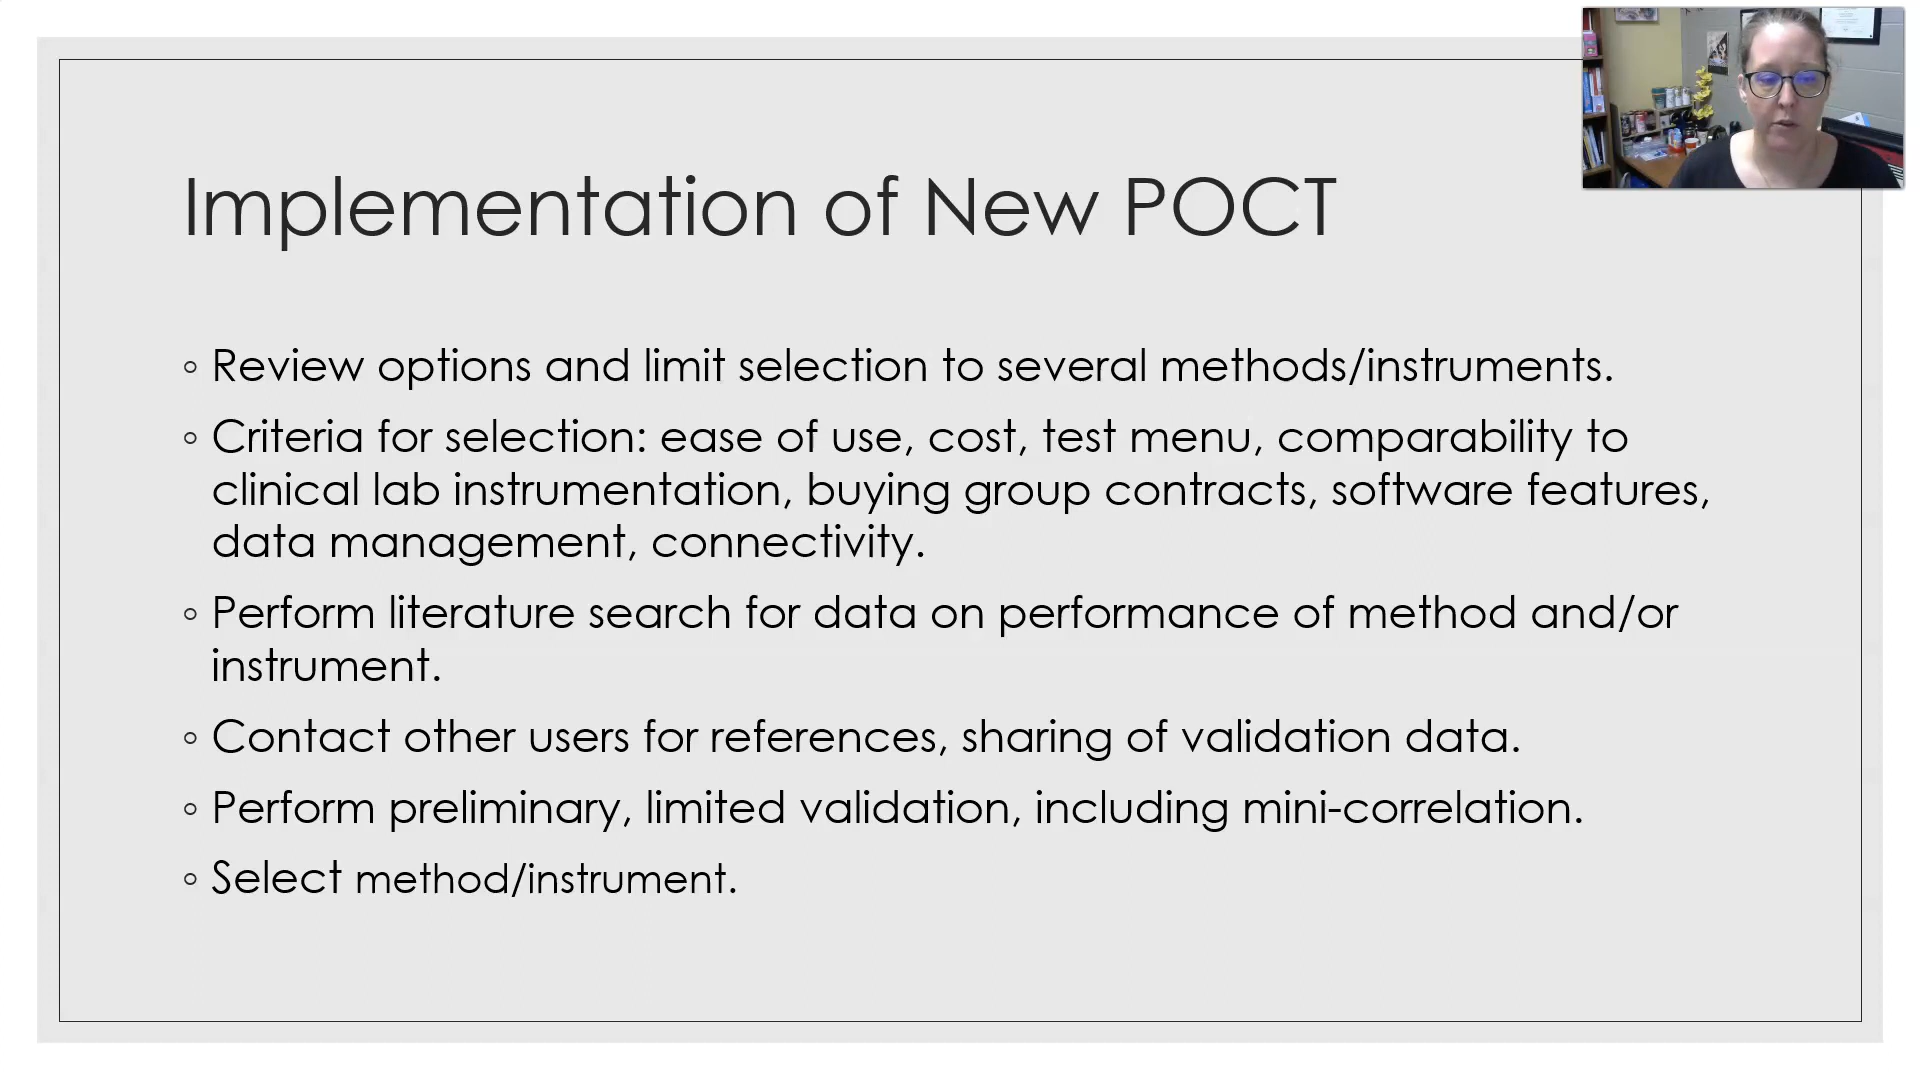 Implementation of New POCT
◦ Review options and limit selection to several methods/instruments.
◦ Criteria for selection: ease of use, cost, test menu, comparability to
clinical lab instrumentation, buying group contracts, software features,
data management, connectivity.
◦ Perform literature search for data on performance of method and/or
instrument.
◦ Contact other users for references, sharing of validation data.
◦ Perform preliminary, limited validation, including mini-correlation.
◦ Select method/instrument.